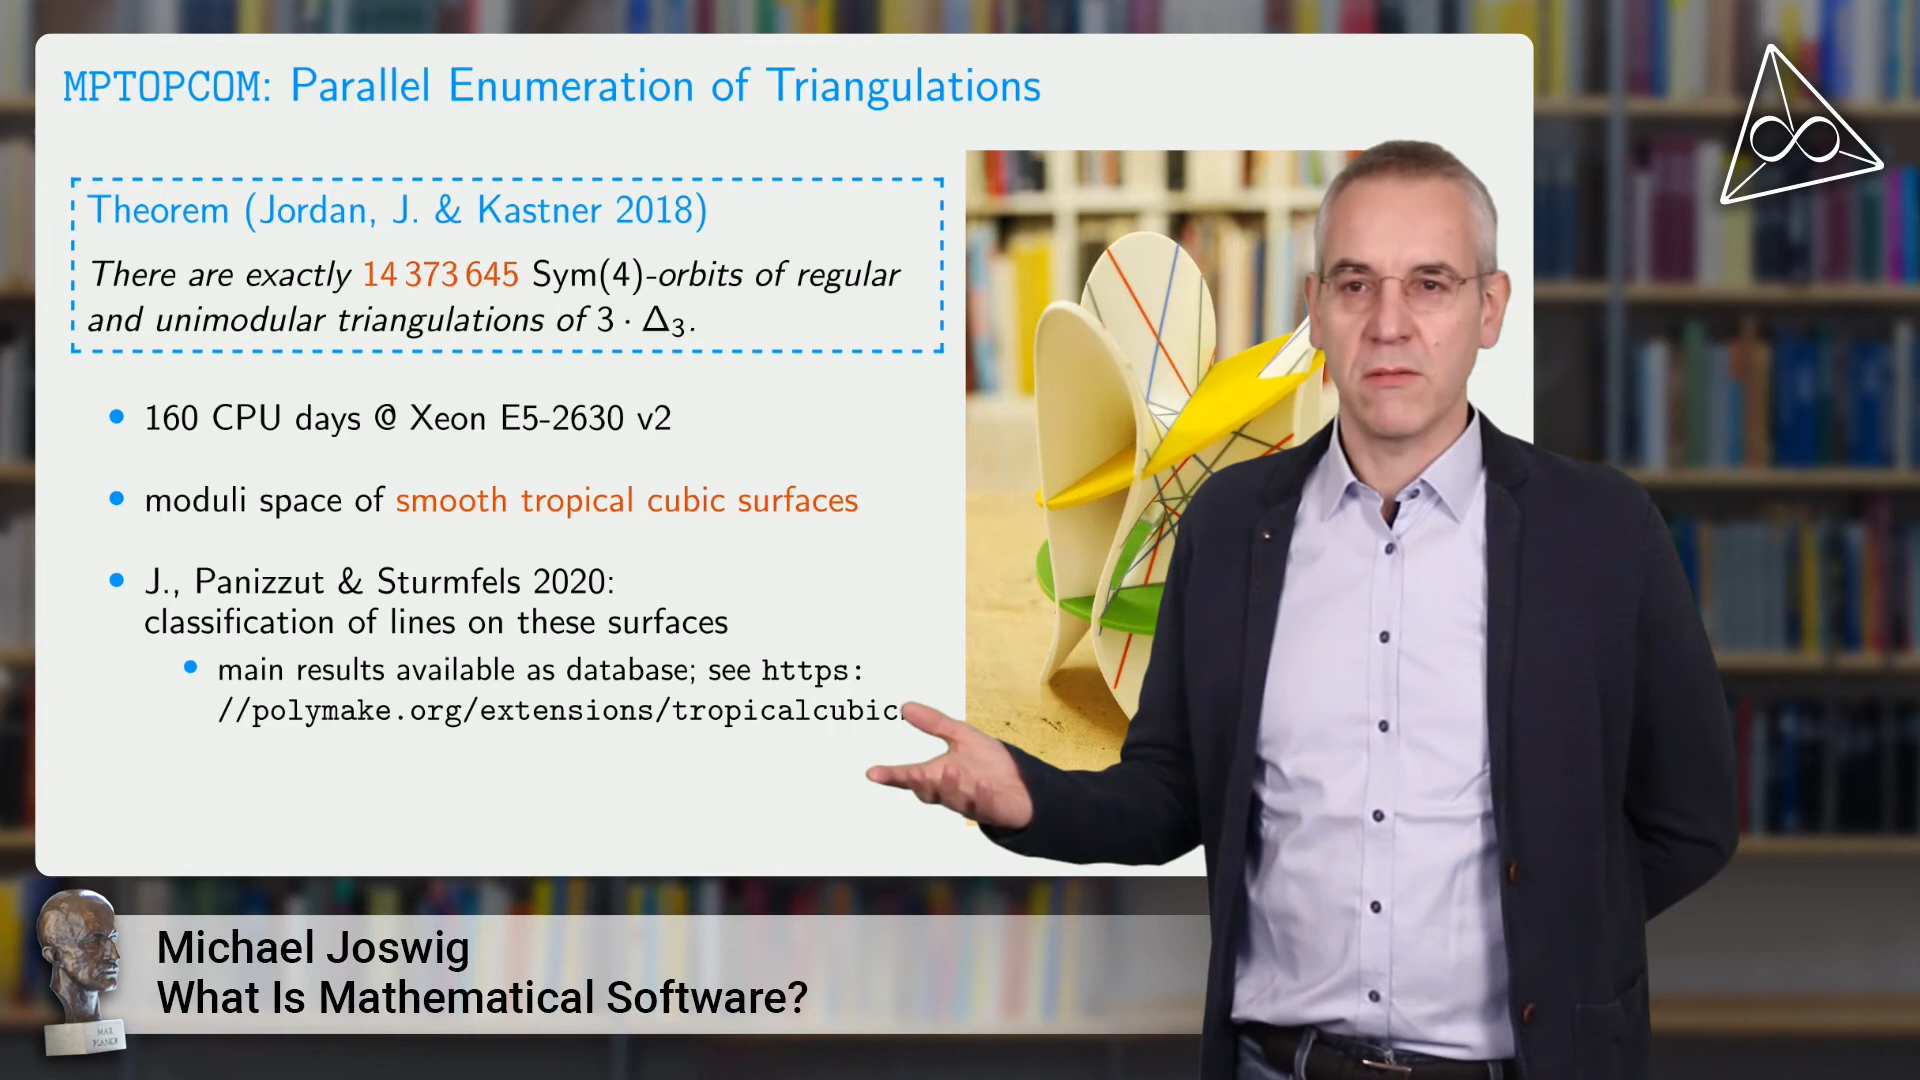 MPTOPCOM: Parallel Enumeration of Triangulations
Theorem (Jordan, J. & Kastner 2018)
There are exactly 14 373 645 Sym(4)-orbits of regular
and unimodular triangulations of 3 · Δ₃.
160 CPU days @ Xeon E5-2630 v2
moduli space of smooth tropical cubic surfaces
J., Panizzut & Sturmfels 2020:
classification of lines on these surfaces
main results available as database; see https:
//polymake.org/extensions/tropicalcubic
Michael Joswig
What Is Mathematical Software?
MAX
PLANCK